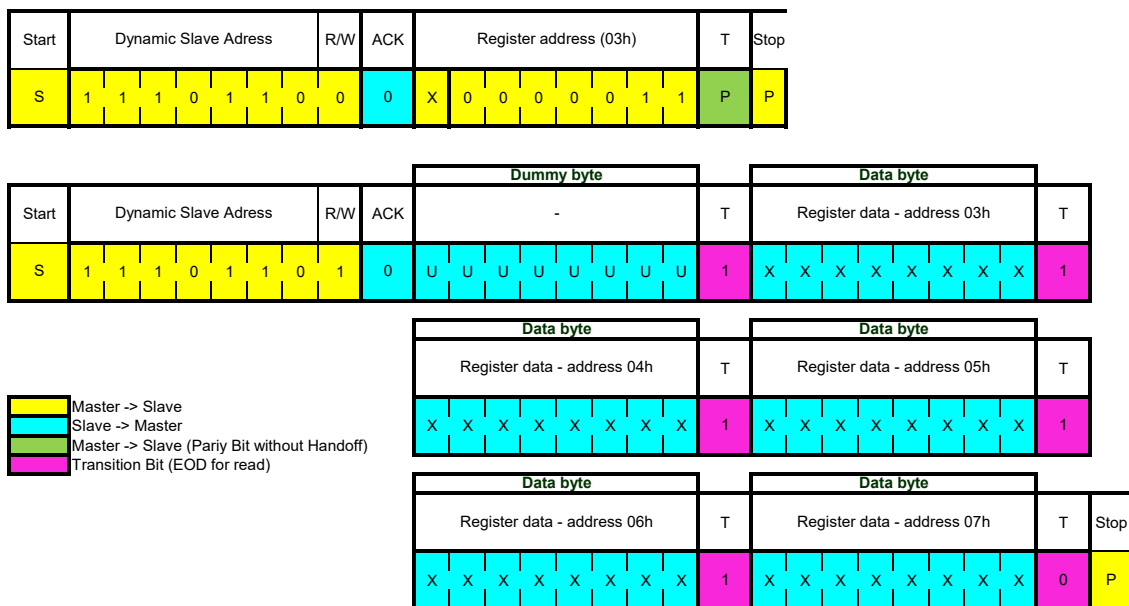 Start Dynamic Slave Adress R/W ACK Register address (03h) T Stop
S 1 1 1 0 1 1 0 0 0 X 0 0 0 0 0 1 1 P P
Dummy byte Data byte
Start Dynamic Slave Adress R/W ACK - T Register data - address 03h T
S 1 1 1 0 1 1 0 1 0 U U U U U U U U 1 X X X X X X X X 1
Data byte Data byte
Register data - address 04h T Register data - address 05h T
X X X X X X X X 1 X X X X X X X X 1
Master -> Slave
Slave -> Master
Master -> Slave (Pariy Bit without Handoff)
Transition Bit (EOD for read)
Data byte Data byte
Register data - address 06h T Register data - address 07h T Stop
X X X X X X X X 1 X X X X X X X X 0 P